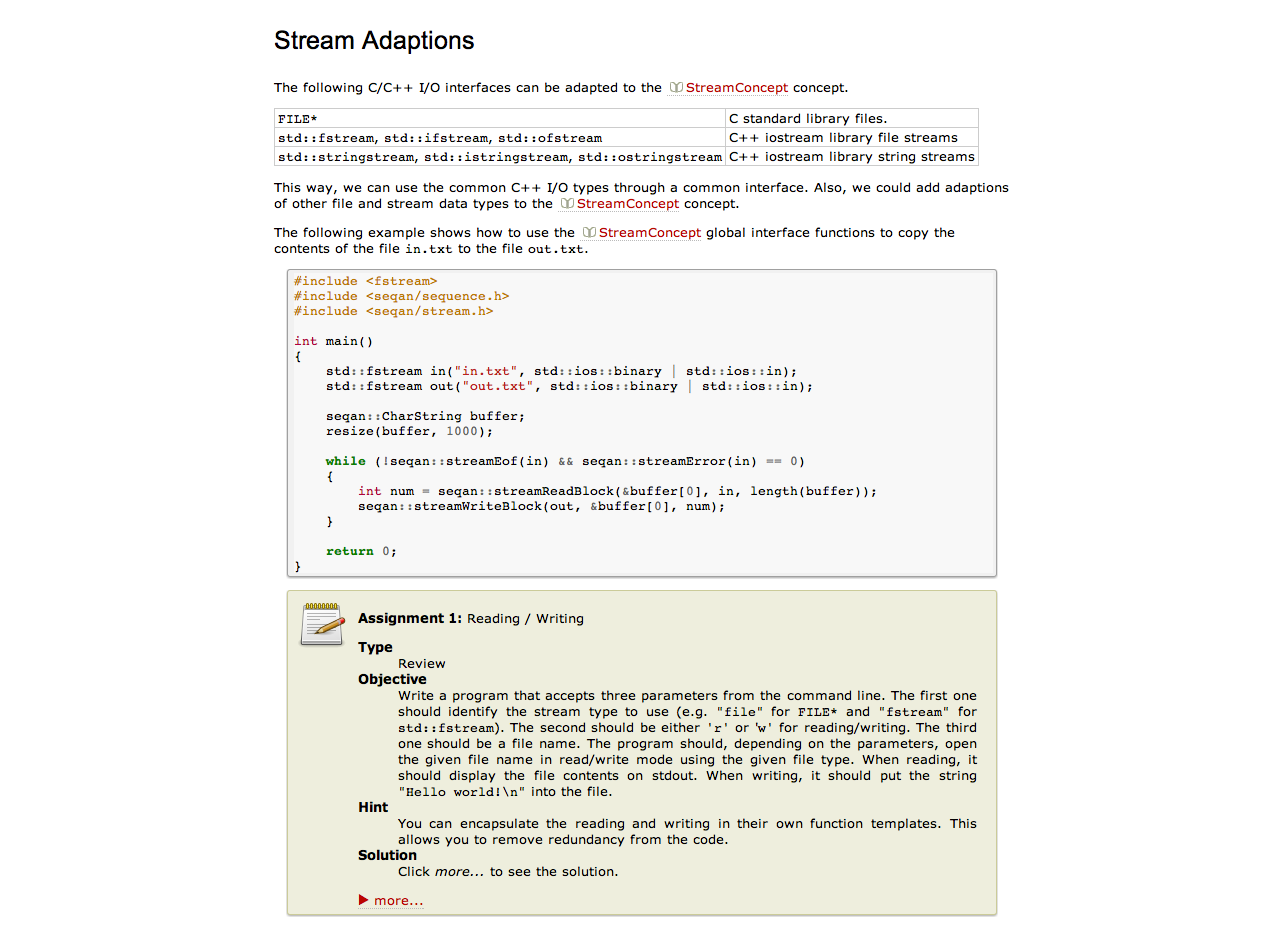 Stream Adaptions
The following C/C++ I/O interfaces can be adapted to the StreamConcept concept.
FILE* C standard library files.
std::fstream, std::ifstream, std::ofstream C++ iostream library file streams
std::stringstream, std::istringstream, std::ostringstream C++ iostream library string streams
This way, we can use the common C++ I/O types through a common interface. Also, we could add adaptions
of other file and stream data types to the StreamConcept concept.
The following example shows how to use the StreamConcept global interface functions to copy the
contents of the file in.txt to the file out.txt.
#include <fstream>
#include <seqan/sequence.h>
#include <seqan/stream.h>
int main()
{
    std::fstream in("in.txt", std::ios::binary | std::ios::in);
    std::fstream out("out.txt", std::ios::binary | std::ios::in);
    seqan::CharString buffer;
    resize(buffer, 1000);
    while (!seqan::streamEof(in) && seqan::streamError(in) == 0)
    {
        int num = seqan::streamReadBlock(&buffer[0], in, length(buffer));
        seqan::streamWriteBlock(out, &buffer[0], num);
    }
    return 0;
}
Assignment 1: Reading / Writing
Type
Review
Objective
Write a program that accepts three parameters from the command line. The first one
should identify the stream type to use (e.g. "file" for FILE* and "fstream" for
std::fstream). The second should be either 'r' or 'w' for reading/writing. The third
one should be a file name. The program should, depending on the parameters, open
the given file name in read/write mode using the given file type. When reading, it
should display the file contents on stdout. When writing, it should put the string
"Hello world!\n" into the file.
Hint
You can encapsulate the reading and writing in their own function templates. This
allows you to remove redundancy from the code.
Solution
Click more... to see the solution.
more...